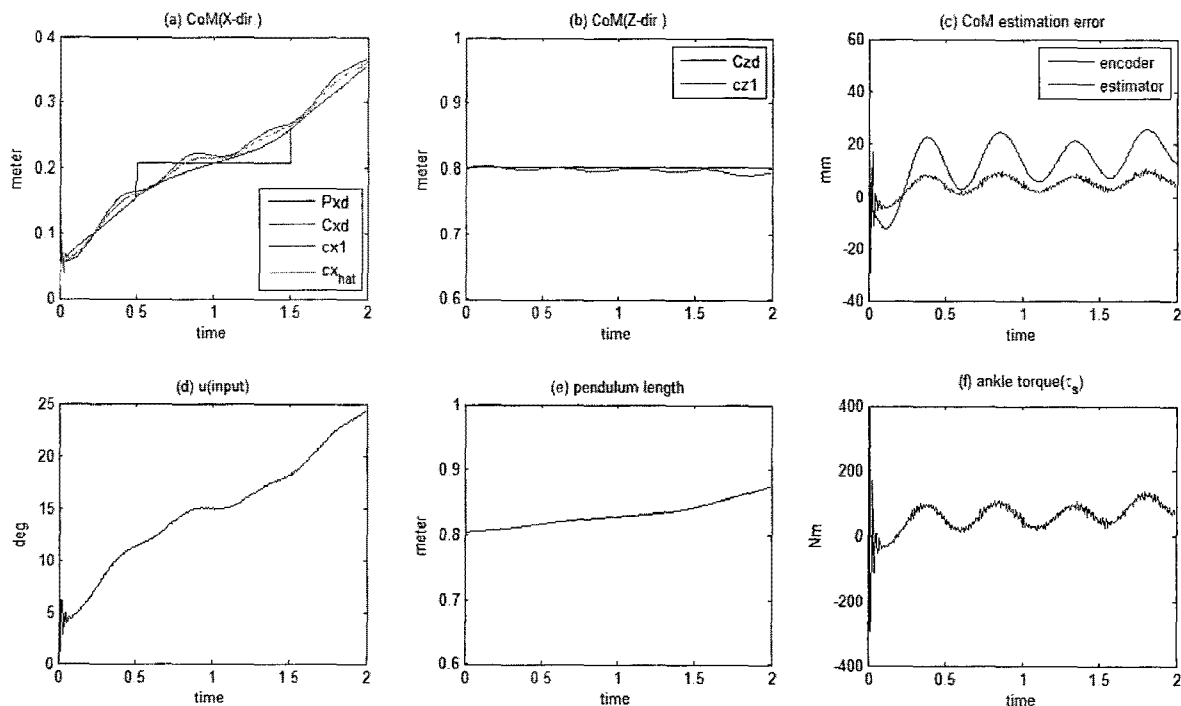 (a) CoM(X-dir )
0 4
0.3
0.2
0.1
0
meter
0
0 5
1
1.5
2
time
Pxd
Cxd
cx1
cx_hat
(b) CoM(Z-dir )
1
0.9
0.8
0.7
0.6
meter
0
0 5
1
1.5
2
time
Czd
cz1
(c) CoM estimation error
60
40
20
0
-20
-40
mm
0
0.5
1
1.5
2
time
encoder
estimator
(d) u(input)
25
20
15
10
5
0
deg
0
0 5
1
1.5
2
time
(e) pendulum length
1
0 9
0.8
0.7
0.6
meter
0
0 5
1
1 5
2
time
(f) ankle torque(τs)
400
200
0
-200
-400
Nm
0
0.5
1
1.5
2
time